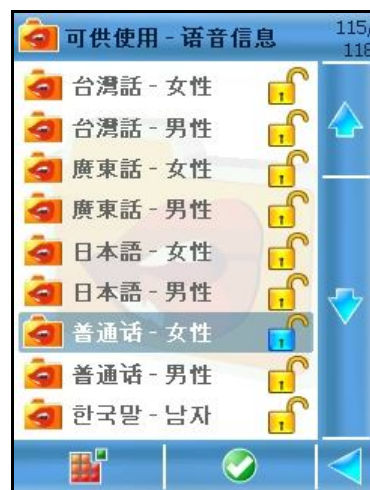 可供使用 - 语音信息
115/
118
台灣話 - 女性
台灣話 - 男性
廣東話 - 女性
廣東話 - 男性
日本語 - 女性
日本語 - 男性
普通话 - 女性
普通话 - 男性
한국말 - 남자